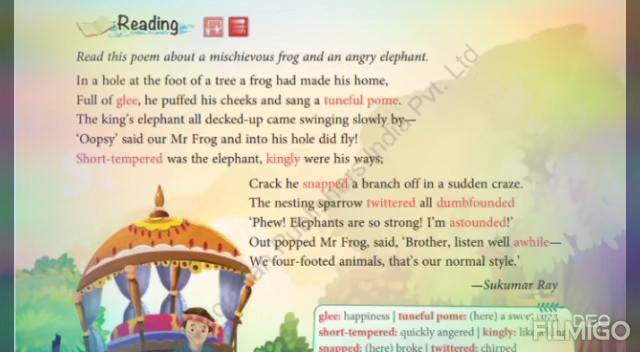 Reading
Read this poem about a mischievous frog and an angry elephant.
In a hole at the foot of a tree a frog had made his home,
Full of glee, he puffed his cheeks and sang a tuneful pome.
The king's elephant all decked-up came swinging slowly by—
'Oopsy' said our Mr Frog and into his hole did fly!
Short-tempered was the elephant, kingly were his ways;
Crack he snapped a branch off in a sudden craze.
The nesting sparrow twittered all dumbfounded
'Phew! Elephants are so strong! I'm astounded!'
Out popped Mr Frog, said, 'Brother, listen well awhile—
We four-footed animals, that's our normal style.'
—Sukumar Ray
glee: happiness | tuneful pome: (here) a sweet
short-tempered: quickly angered | kingly:
snapped: (here) broke | twittered: chirped
India Pvt. Ltd
FILMIGO